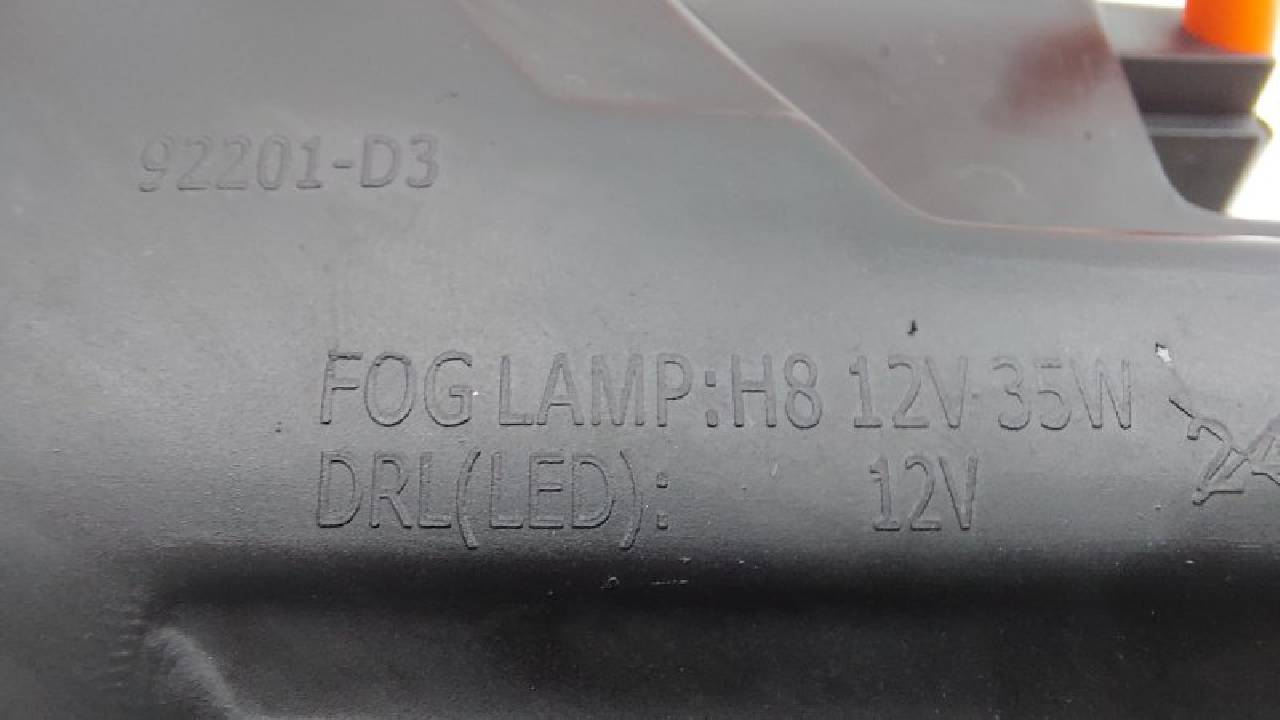 92201-D3
FOG LAMP:H8 12V 35W
DRL(LED): 12V